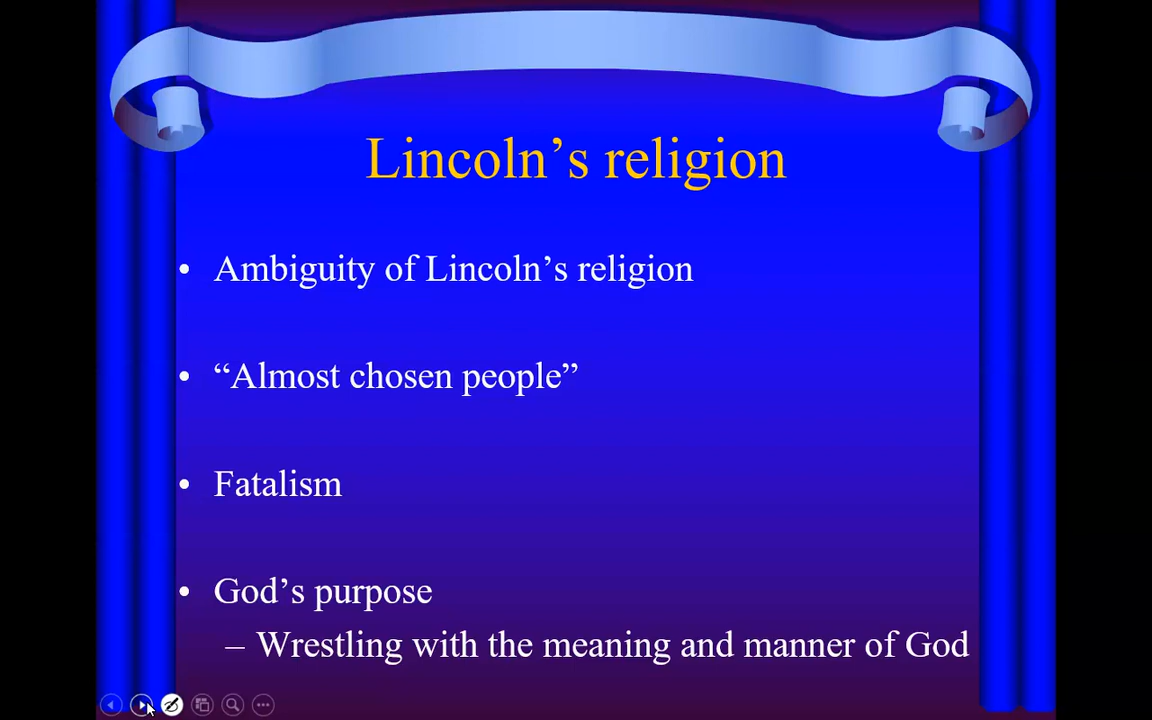 Lincoln’s religion
• Ambiguity of Lincoln’s religion
• “Almost chosen people”
• Fatalism
• God’s purpose
– Wrestling with the meaning and manner of God